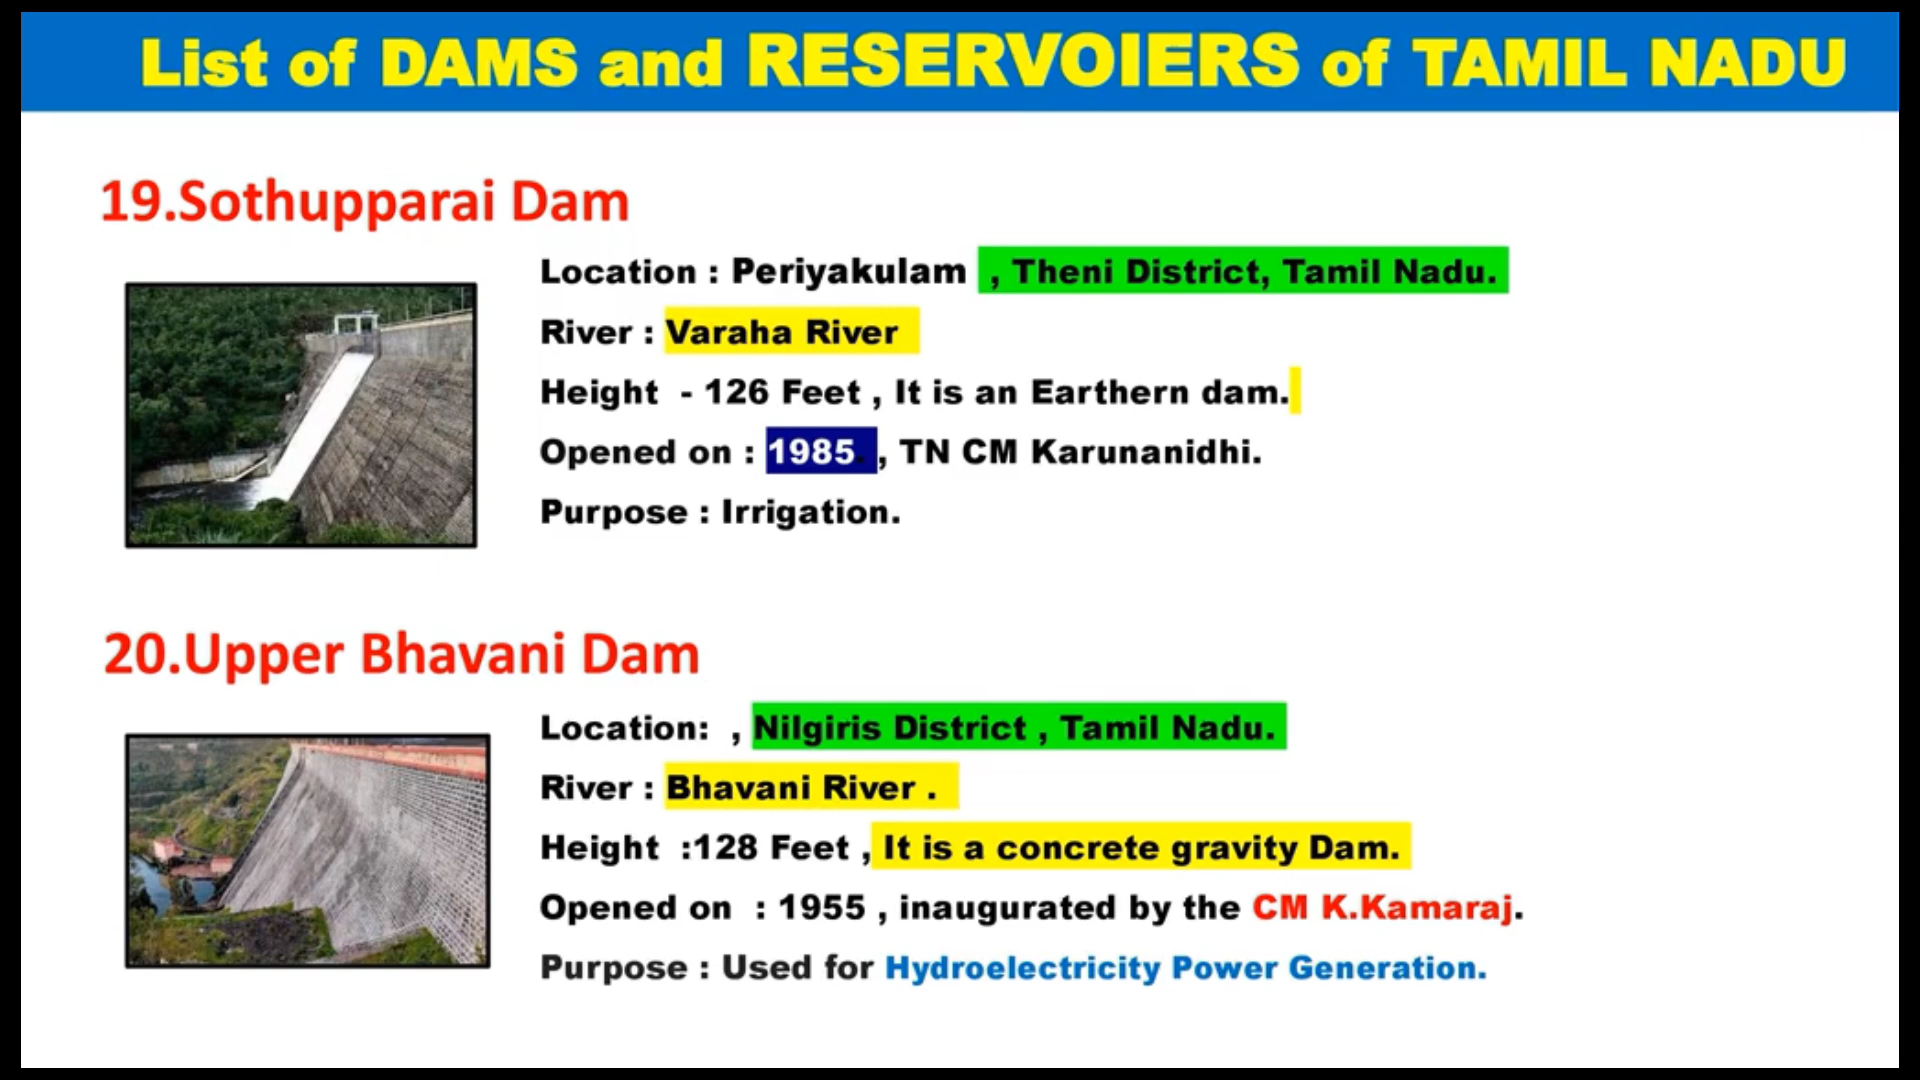 List of DAMS and RESERVOIERS of TAMIL NADU
19.Sothupparai Dam
Location : Periyakulam , Theni District, Tamil Nadu.
River : Varaha River
Height - 126 Feet , It is an Earthern dam.
Opened on : 1985. , TN CM Karunanidhi.
Purpose : Irrigation.
20.Upper Bhavani Dam
Location: , Nilgiris District , Tamil Nadu.
River : Bhavani River .
Height :128 Feet , It is a concrete gravity Dam.
Opened on : 1955 , inaugurated by the CM K.Kamaraj.
Purpose : Used for Hydroelectricity Power Generation.